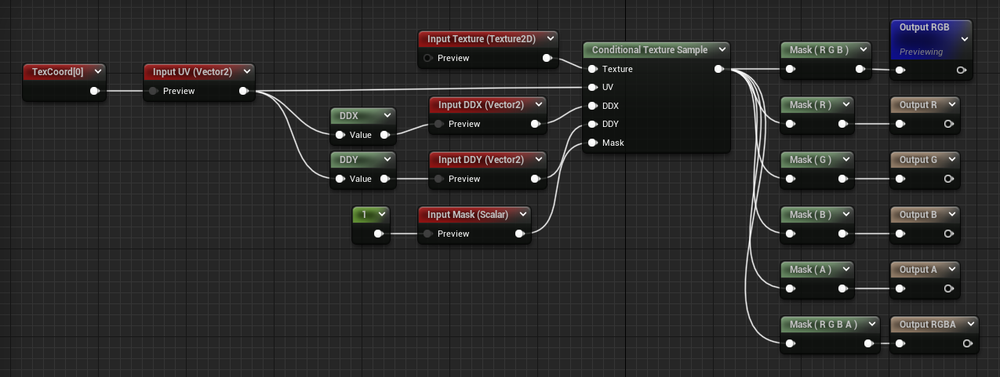 TexCoord[0]
Input UV (Vector2)
Preview
DDX
Value
DDY
Value
1
Input Texture (Texture2D)
Preview
Input DDX (Vector2)
Preview
Input DDY (Vector2)
Preview
Input Mask (Scalar)
Preview
Conditional Texture Sample
Texture
UV
DDX
DDY
Mask
Mask ( R G B )
Output RGB
Previewing
Mask ( R )
Output R
Mask ( G )
Output G
Mask ( B )
Output B
Mask ( A )
Output A
Mask ( R G B A )
Output RGBA